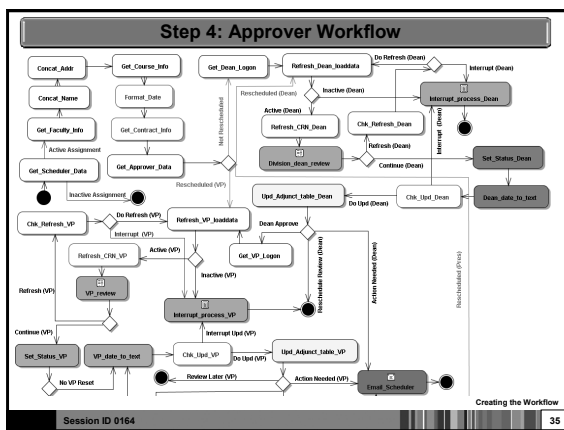 Step 4: Approver Workflow
Concat_Addr
Get_Course_Info
Get_Dean_Logon
Refresh_Dean_loaddata
Do Refresh (Dean)
Interrupt (Dean)
Concat_Name
Format_Date
Not Rescheduled
Rescheduled (Dean)
Inactive (Dean)
Interrupt_process_Dean
Active (Dean)
Get_Faculty_Info
Get_Contract_Info
Refresh_CRN_Dean
Chk_Refresh_Dean
Interrupt (Dean)
Active Assignment
Refresh (Dean)
Get_Scheduler_Data
Get_Approver_Data
Division_dean_review
Continue (Dean)
Set_Status_Dean
Inactive Assignment
Rescheduled (VP)
Upd_Adjunct_table_Dean
Chk_Upd_Dean
Dean_date_to_text
Do Upd (Dean)
Chk_Refresh_VP
Do Refresh (VP)
Refresh_VP_loaddata
Interrupt (VP)
Dean Approve
Refresh_CRN_VP
Active (VP)
Get_VP_Logon
Reschedule Review (Dean)
Action Needed (Dean)
Rescheduled (Pres)
Inactive (VP)
Refresh (VP)
VP_review
Interrupt_process_VP
Continue (VP)
Interrupt Upd (VP)
Set_Status_VP
VP_date_to_text
Chk_Upd_VP
Do Upd (VP)
Upd_Adjunct_table_VP
No VP Reset
Review Later (VP)
Action Needed (VP)
Email_Scheduler
Creating the Workflow
Session ID 0164
35